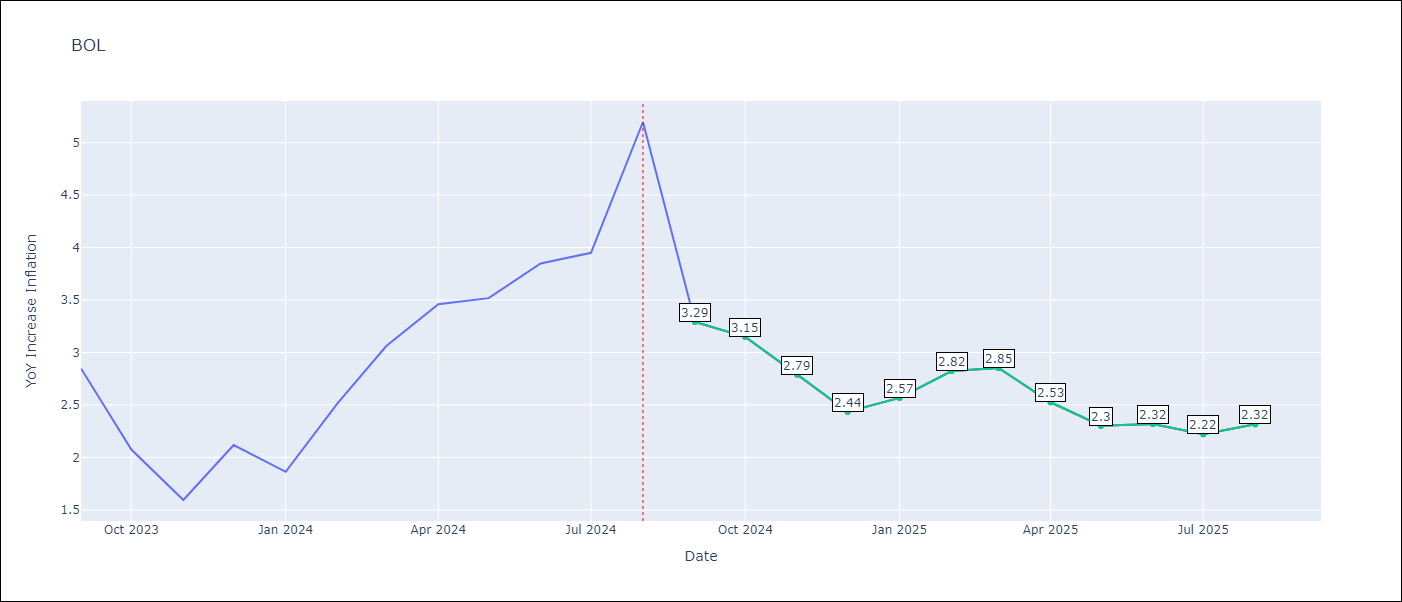 BOL
YoY Increase Inflation
5
4.5
4
3.5
3
2.5
2
1.5
3.29
3.15
2.79
2.44
2.57
2.82
2.85
2.53
2.3
2.32
2.22
2.32
Oct 2023
Jan 2024
Apr 2024
Jul 2024
Oct 2024
Jan 2025
Apr 2025
Jul 2025
Date